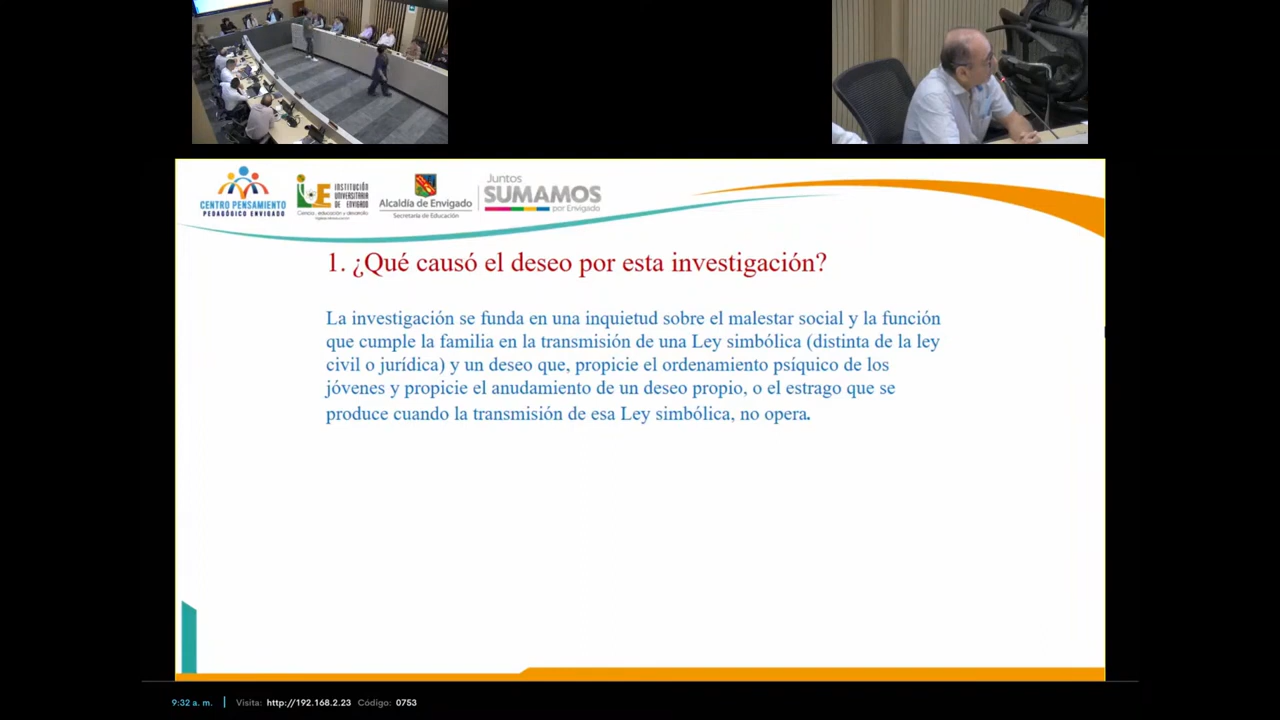 CENTRO PENSAMIENTO
PEDAGÓGICO ENVIGADO
IUE
INSTITUCIÓN
UNIVERSITARIA
DE ENVIGADO
Ciencia, educación y desarrollo
Alcaldía de Envigado
Secretaría de Educación
Juntos
SUMAMOS
por Envigado
1. ¿Qué causó el deseo por esta investigación?
La investigación se funda en una inquietud sobre el malestar social y la función
que cumple la familia en la transmisión de una Ley simbólica (distinta de la ley
civil o jurídica) y un deseo que, propicie el ordenamiento psíquico de los
jóvenes y propicie el anudamiento de un deseo propio, o el estrago que se
produce cuando la transmisión de esa Ley simbólica, no opera.
9:32 a. m. | Visita: http://192.168.2.23 Código: 0753